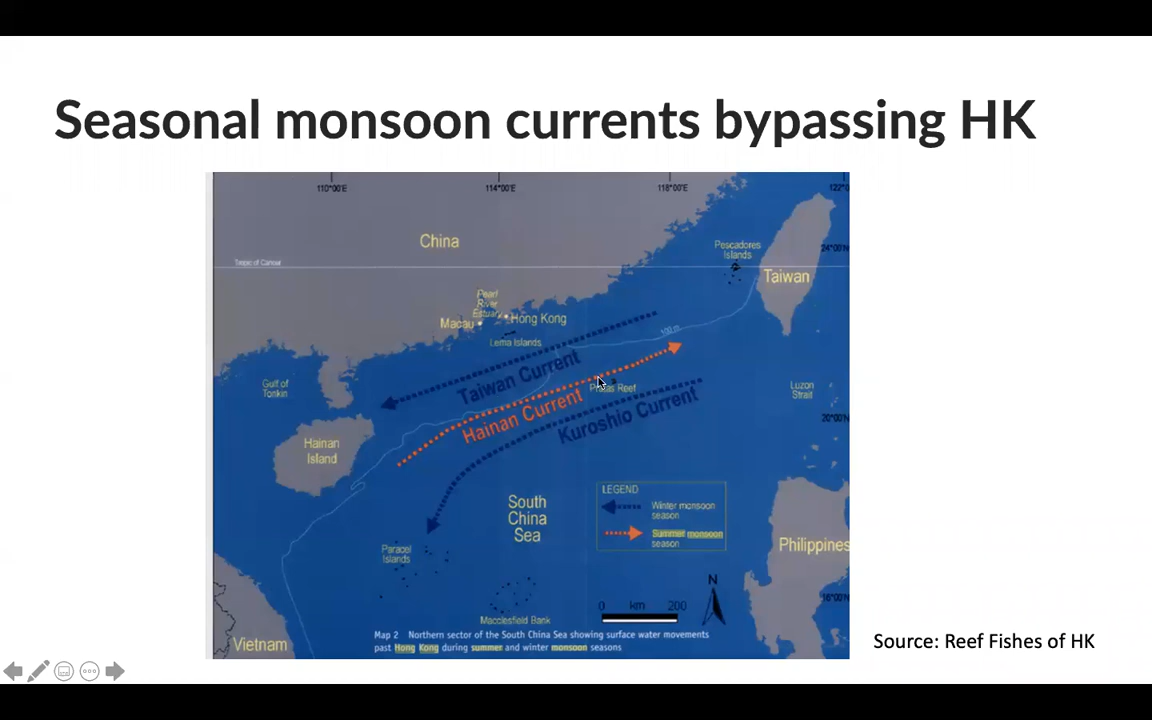 Seasonal monsoon currents bypassing HK
110°00'E
114°00'E
118°00'E
China
Pescadores
Islands
24°00'N
Tropic of Cancer
Taiwan
Pearl
River
Estuary
Macau
Hong Kong
Lema Islands
100 m
Taiwan Current
Gulf of
Tonkin
Pratas Reef
Luzon
Strait
Hainan Current
Kuroshio Current
20°00'N
Hainan
Island
South
China
Sea
LEGEND
Winter monsoon
season
Summer monsoon
season
Paracel
Islands
Philippines
N
0 km 200
Macclesfield Bank
Map 2 Northern sector of the South China Sea showing surface water movements
past Hong Kong during summer and winter monsoon seasons
Vietnam
Source: Reef Fishes of HK